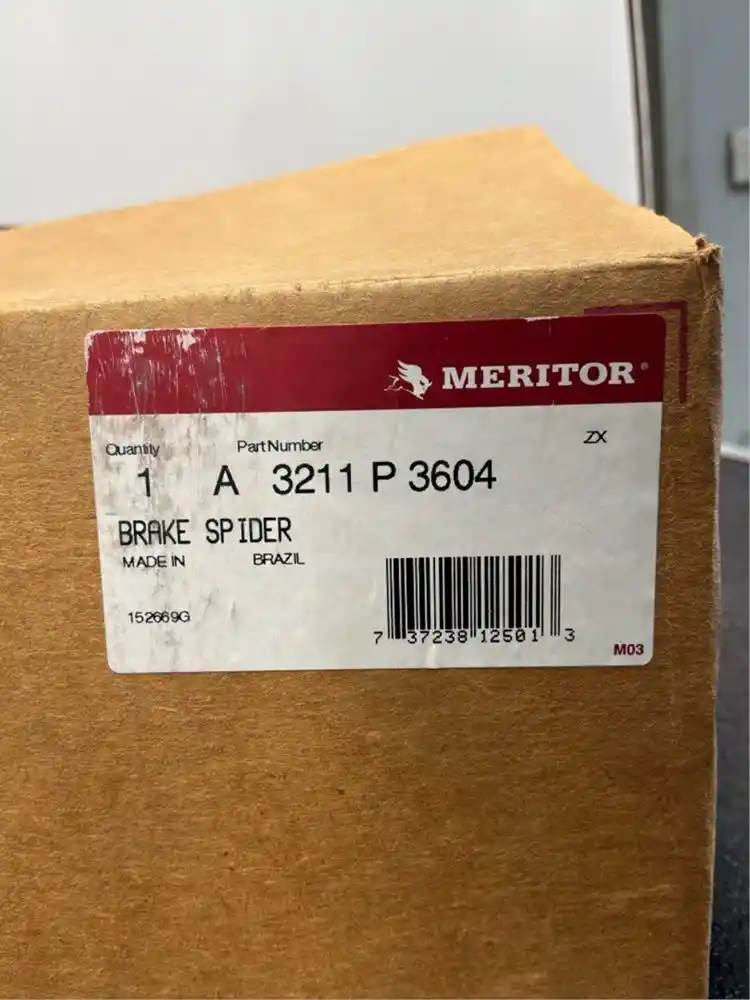 MERITOR®
Quantity Part Number ZX
1 A 3211 P 3604
BRAKE SPIDER
MADE IN BRAZIL
152669G
7 37238 12501 3
M03